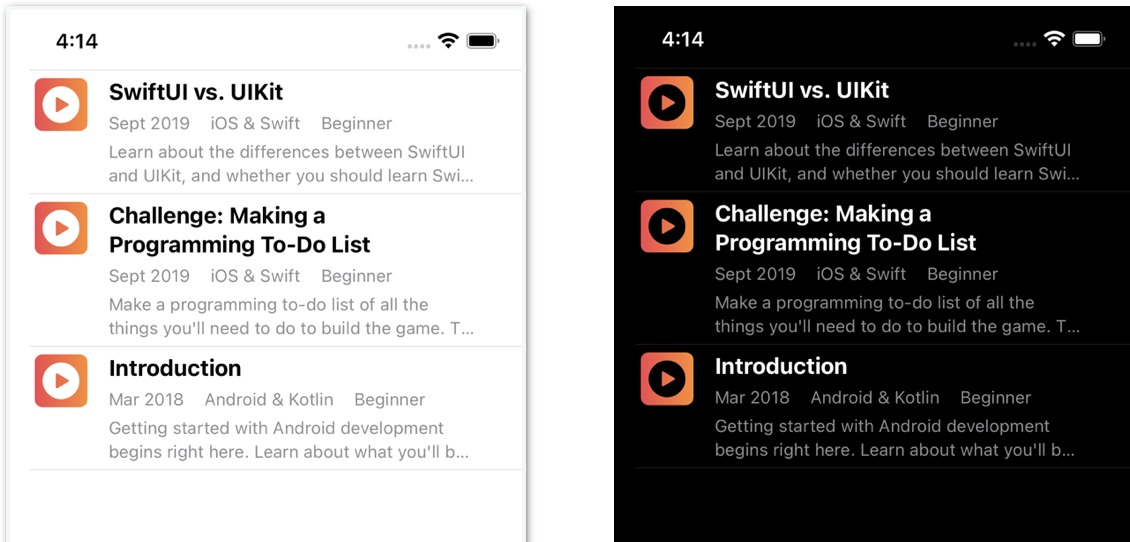 4:14
SwiftUI vs. UIKit
Sept 2019 iOS & Swift Beginner
Learn about the differences between SwiftUI
and UIKit, and whether you should learn Swi...
Challenge: Making a
Programming To-Do List
Sept 2019 iOS & Swift Beginner
Make a programming to-do list of all the
things you'll need to do to build the game. T...
Introduction
Mar 2018 Android & Kotlin Beginner
Getting started with Android development
begins right here. Learn about what you'll b...
4:14
SwiftUI vs. UIKit
Sept 2019 iOS & Swift Beginner
Learn about the differences between SwiftUI
and UIKit, and whether you should learn Swi...
Challenge: Making a
Programming To-Do List
Sept 2019 iOS & Swift Beginner
Make a programming to-do list of all the
things you'll need to do to build the game. T...
Introduction
Mar 2018 Android & Kotlin Beginner
Getting started with Android development
begins right here. Learn about what you'll b...